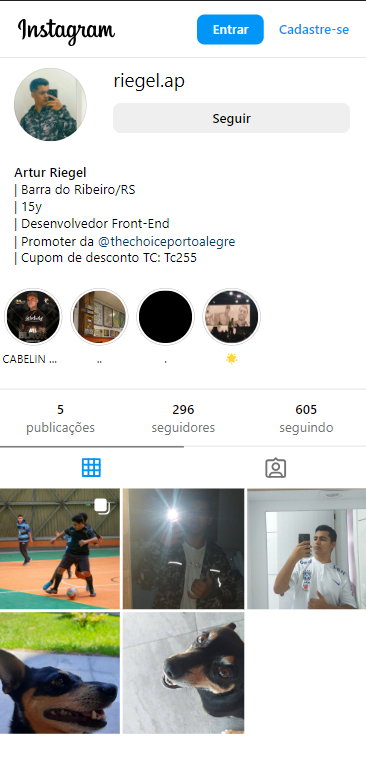 Instagram
Entrar
Cadastre-se
riegel.ap
Seguir
Artur Riegel
| Barra do Ribeiro/RS
| 15y
| Desenvolvedor Front-End
| Promoter da @thechoiceportoalegre
| Cupom de desconto TC: Tc255
CABELIN ...
..
.
5
publicações
296
seguidores
605
seguindo